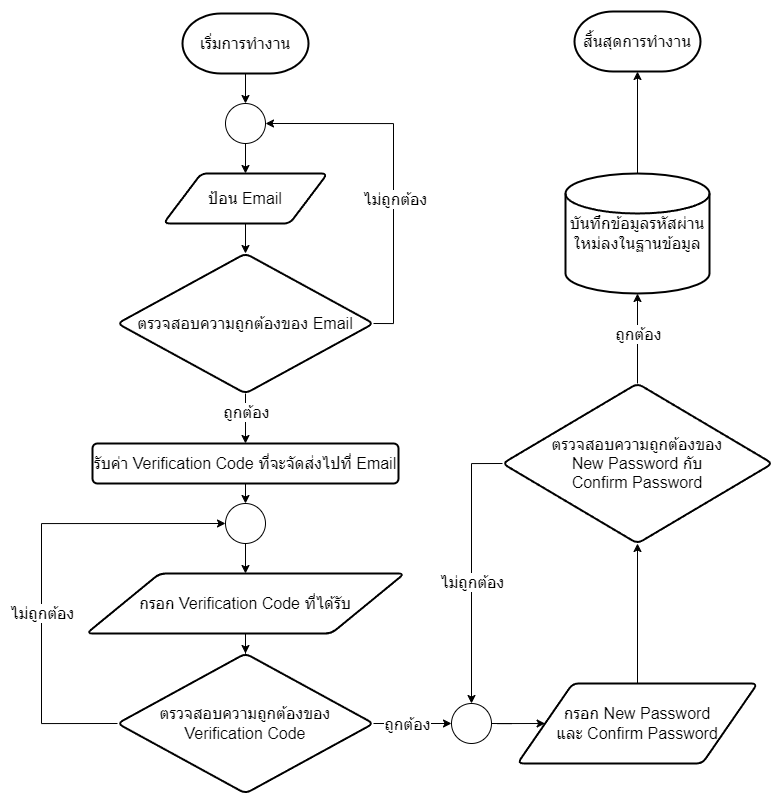 เริ่มการทำงาน
ป้อน Email
ไม่ถูกต้อง
ตรวจสอบความถูกต้องของ Email
ถูกต้อง
รับค่า Verification Code ที่จะจัดส่งไปที่ Email
กรอก Verification Code ที่ได้รับ
ไม่ถูกต้อง
ตรวจสอบความถูกต้องของ
Verification Code
ถูกต้อง
กรอก New Password
และ Confirm Password
ไม่ถูกต้อง
ตรวจสอบความถูกต้องของ
New Password กับ
Confirm Password
ถูกต้อง
บันทึกข้อมูลรหัสผ่าน
ใหม่ลงในฐานข้อมูล
สิ้นสุดการทำงาน